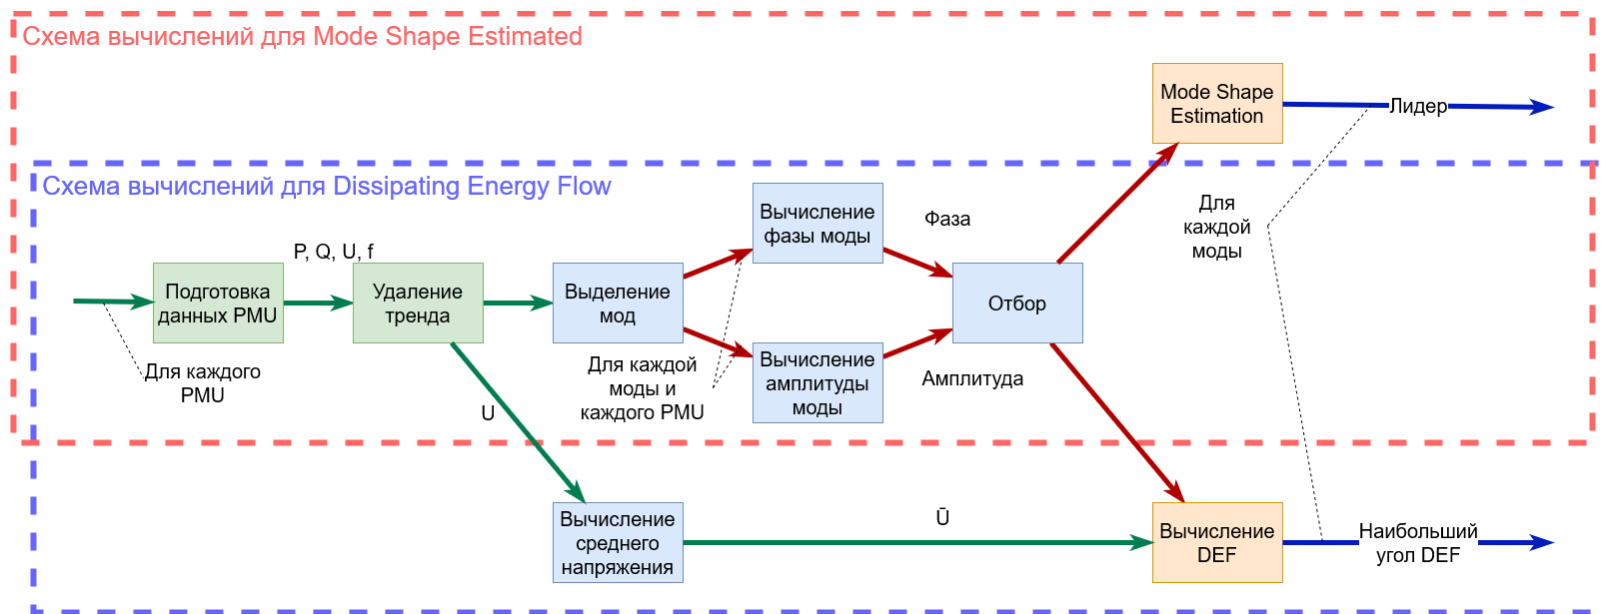 Схема вычислений для Mode Shape Estimated
Mode Shape
Estimation
Лидер
Схема вычислений для Dissipating Energy Flow
Вычисление
фазы моды
Фаза
Для
каждой
моды
P, Q, U, f
Подготовка
данных PMU
Удаление
тренда
Выделение
мод
Отбор
Для каждого
PMU
Для каждой
моды и
каждого PMU
Вычисление
амплитуды
моды
Амплитуда
U
Вычисление
среднего
напряжения
Ū
Вычисление
DEF
Наибольший
угол DEF